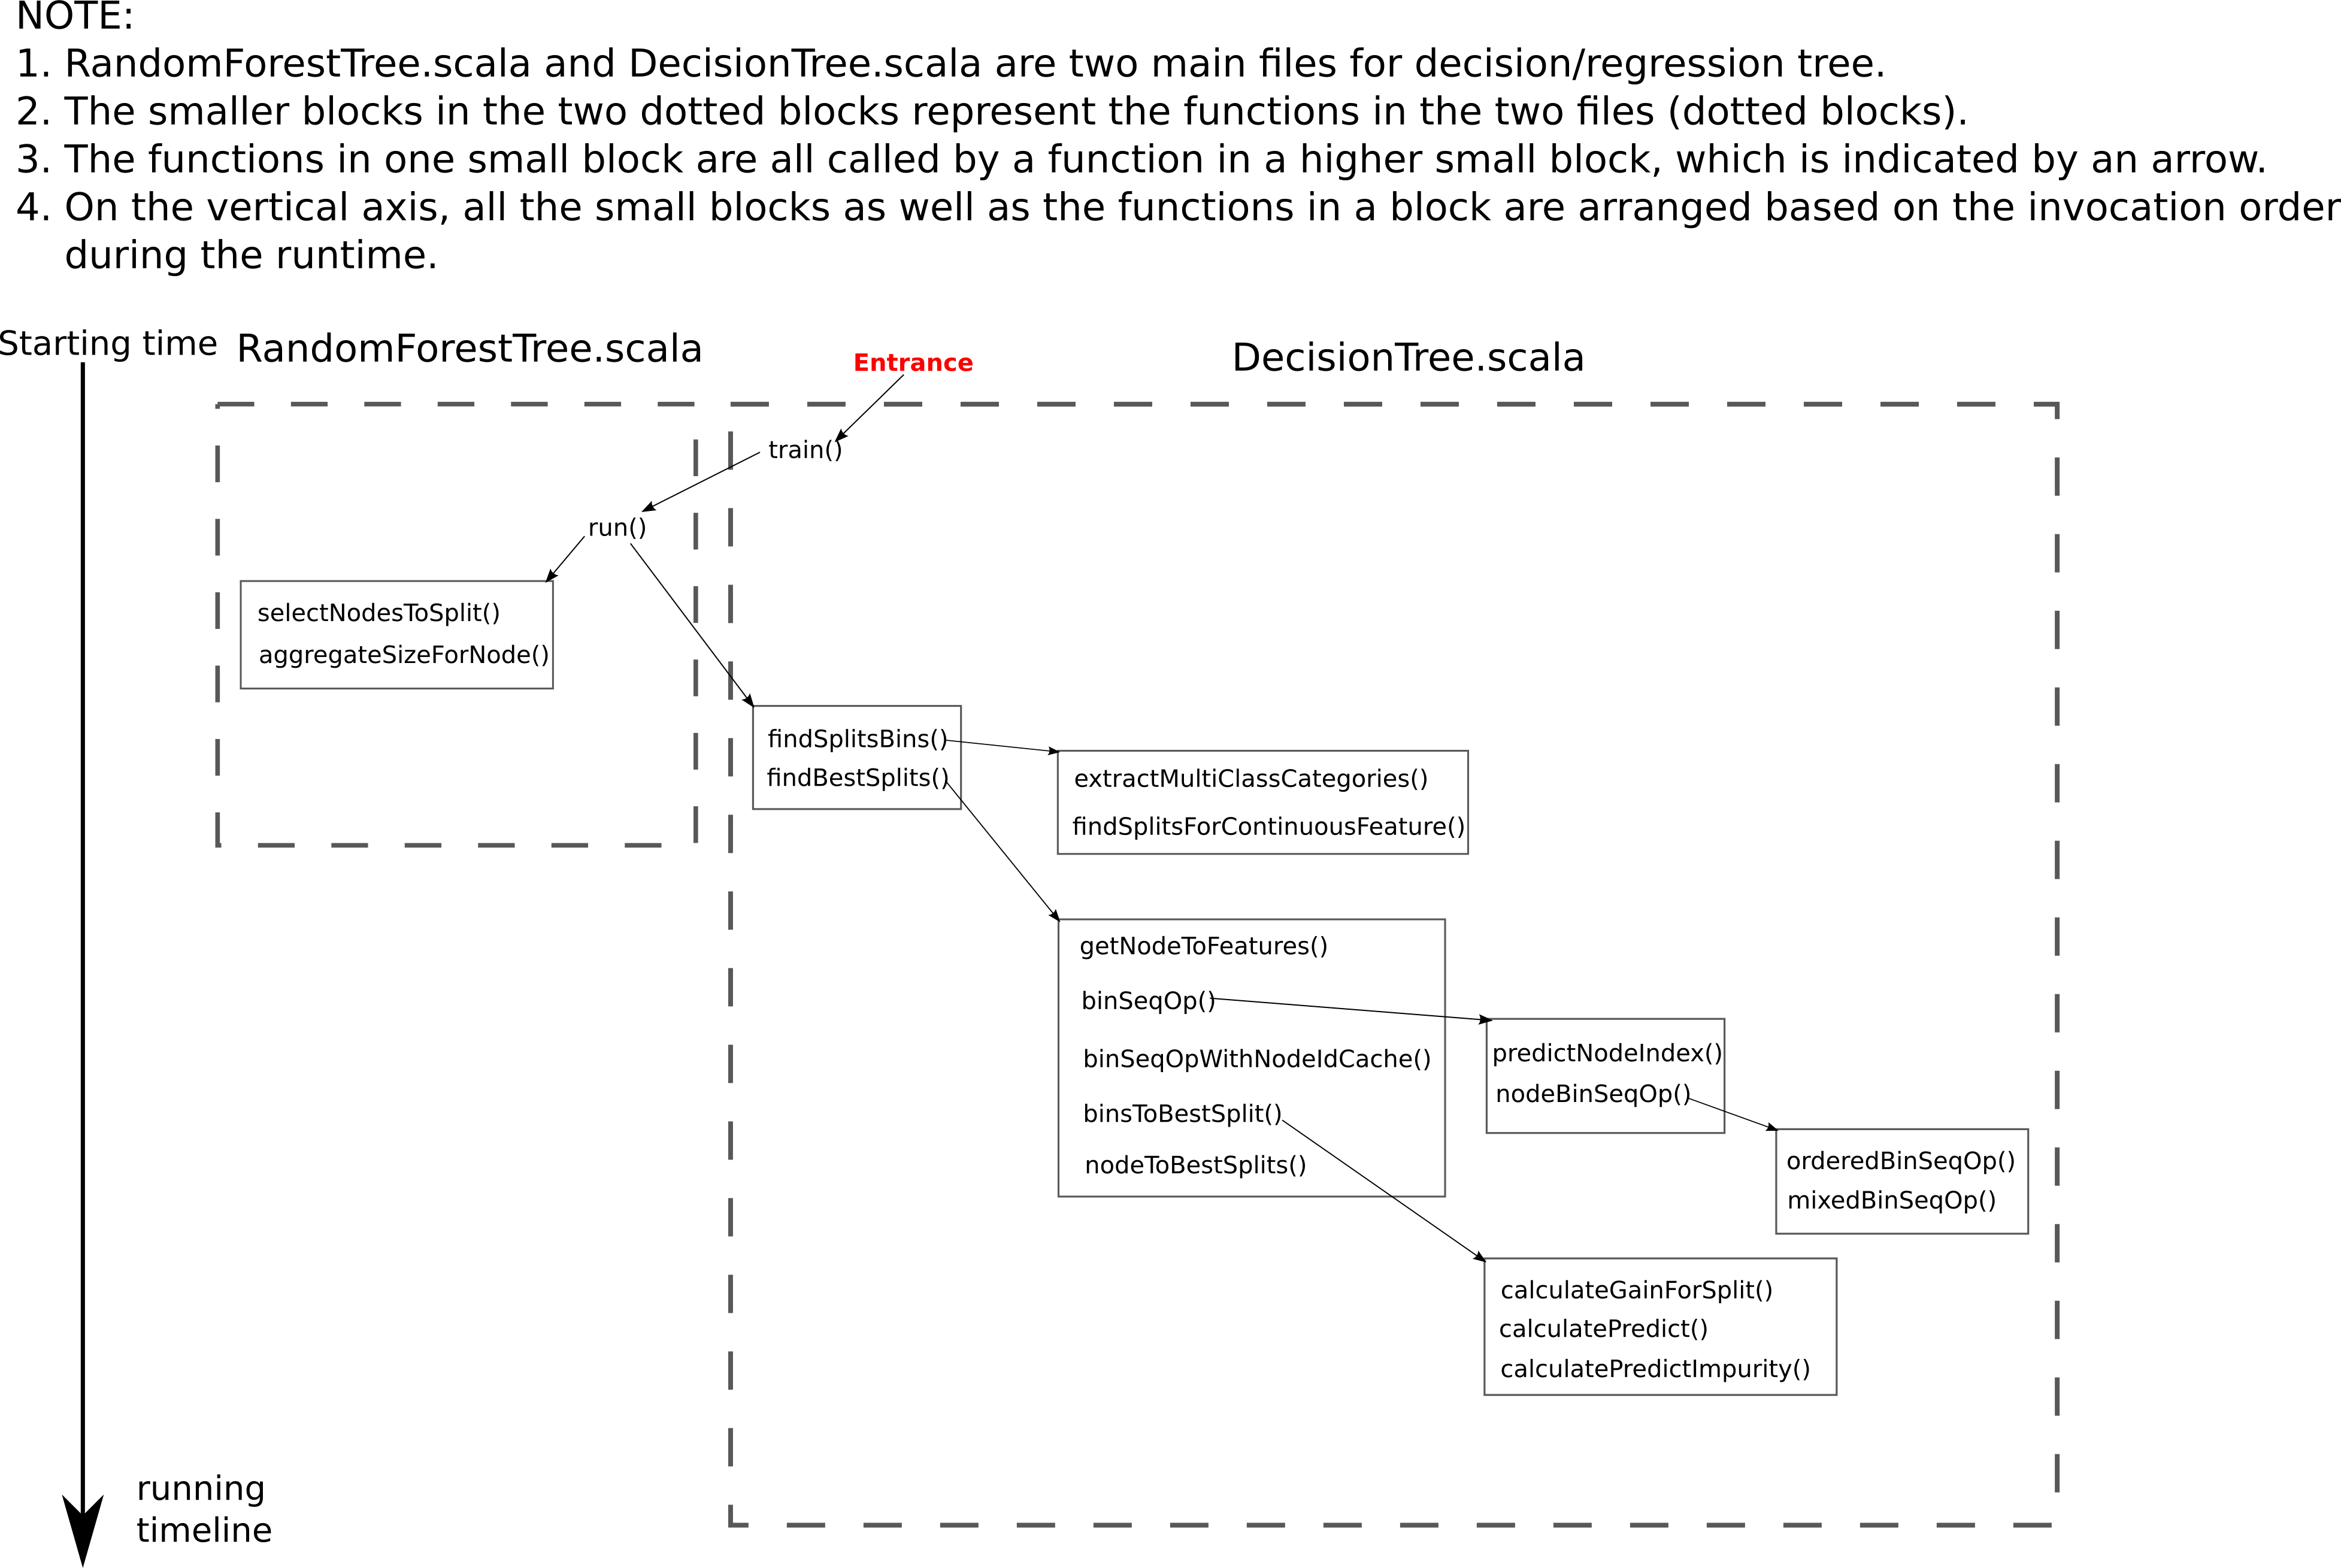 NOTE:
1. RandomForestTree.scala and DecisionTree.scala are two main files for decision/regression tree.
2. The smaller blocks in the two dotted blocks represent the functions in the two files (dotted blocks).
3. The functions in one small block are all called by a function in a higher small block, which is indicated by an arrow.
4. On the vertical axis, all the small blocks as well as the functions in a block are arranged based on the invocation order
during the runtime.
Starting time
RandomForestTree.scala
Entrance
DecisionTree.scala
train()
run()
selectNodesToSplit()
aggregateSizeForNode()
findSplitsBins()
findBestSplits()
extractMultiClassCategories()
findSplitsForContinuousFeature()
getNodeToFeatures()
binSeqOp()
binSeqOpWithNodeIdCache()
binsToBestSplit()
nodeToBestSplits()
predictNodeIndex()
nodeBinSeqOp()
orderedBinSeqOp()
mixedBinSeqOp()
calculateGainForSplit()
calculatePredict()
calculatePredictImpurity()
running
timeline